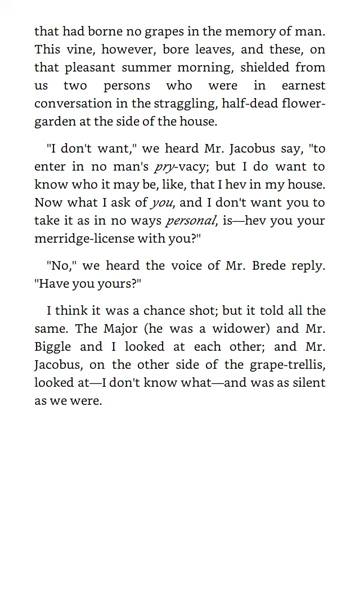 that had borne no grapes in the memory of man.
This vine, however, bore leaves, and these, on
that pleasant summer morning, shielded from
us two persons who were in earnest
conversation in the straggling, half-dead flower-
garden at the side of the house.
"I don't want," we heard Mr. Jacobus say, "to
enter in no man's pry-vacy; but I do want to
know who it may be, like, that I hev in my house.
Now what I ask of you, and I don't want you to
take it as in no ways personal, is—hev you your
merridge-license with you?"
"No," we heard the voice of Mr. Brede reply.
"Have you yours?"
I think it was a chance shot; but it told all the
same. The Major (he was a widower) and Mr.
Biggle and I looked at each other; and Mr.
Jacobus, on the other side of the grape-trellis,
looked at—I don't know what—and was as silent
as we were.